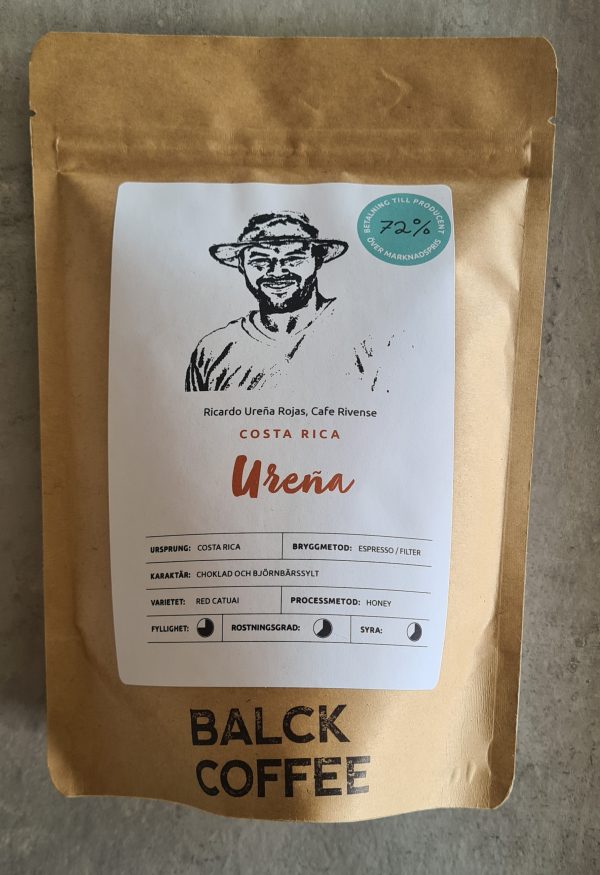 BETALNING TILL PRODUCENT
72%
ÖVER MARKNADSPRIS
Ricardo Ureña Rojas, Cafe Rivense
COSTA RICA
Ureña
URSPRUNG: COSTA RICA BRYGGMETOD: ESPRESSO / FILTER
KARAKTÄR: CHOKLAD OCH BJÖRNBÄRSSYLT
VARIETET: RED CATUAI PROCESSMETOD: HONEY
FYLLIGHET: ROSTNINGSGRAD: SYRA:
BALCK
COFFEE